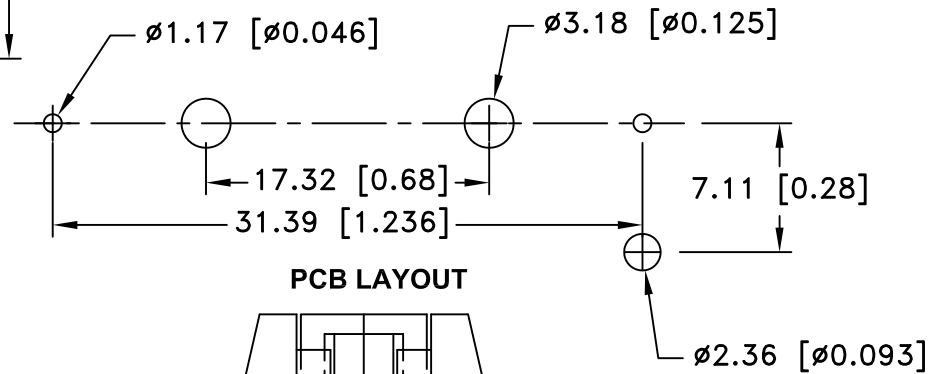 ø1.17 [ø0.046]
ø3.18 [ø0.125]
17.32 [0.68]
7.11 [0.28]
31.39 [1.236]
PCB LAYOUT
ø2.36 [ø0.093]